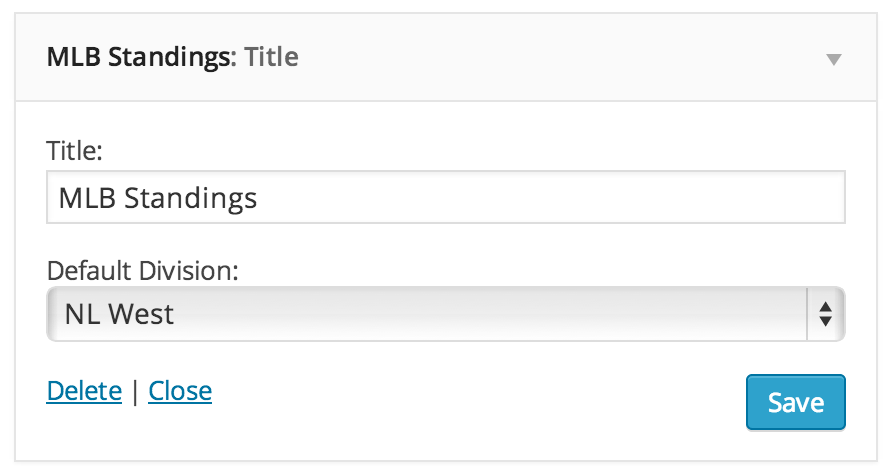 MLB Standings: Title
Title:
MLB Standings
Default Division:
NL West
Delete | Close
Save